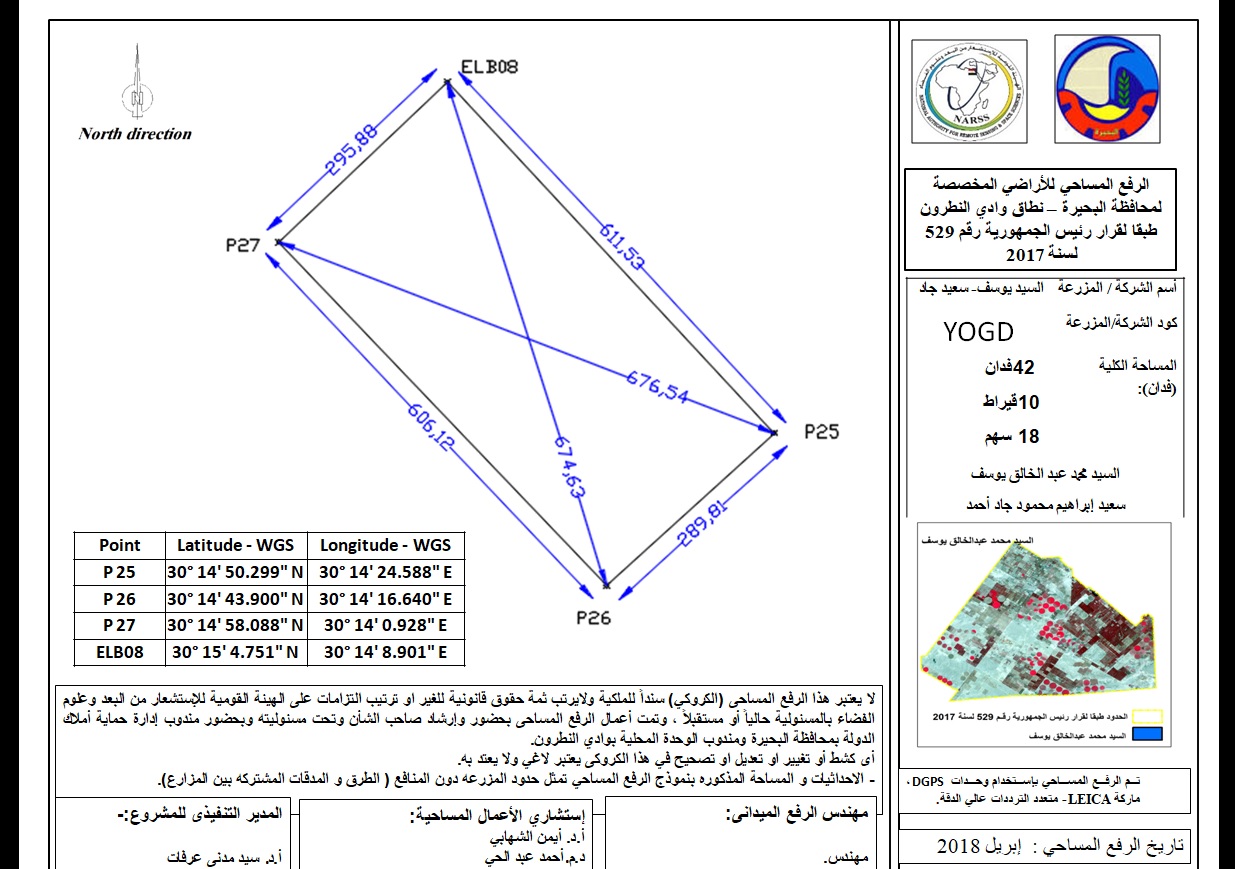 North direction
ELB08
295,88
P27
611,53
676,54
P25
606,12
674,63
289,81
P26
Point Latitude - WGS Longitude - WGS
P 25 30° 14' 50.299" N 30° 14' 24.588" E
P 26 30° 14' 43.900" N 30° 14' 16.640" E
P 27 30° 14' 58.088" N 30° 14' 0.928" E
ELB08 30° 15' 4.751" N 30° 14' 8.901" E
NARSS
NATIONAL AUTHORITY FOR REMOTE SENSING & SPACE SCIENCES
البحيرة
الرفع المساحي للأراضي المخصصة
لمحافظة البحيرة – نطاق وادي النطرون
طبقا لقرار رئيس الجمهورية رقم 529
لسنة 2017
أسم الشركة / المزرعة السيد يوسف- سعيد جاد
كود الشركة/المزرعة YOGD
المساحة الكلية 42فدان
(فدان):
10قيراط
18 سهم
السيد محمد عبد الخالق يوسف
سعيد إبراهيم محمود جاد أحمد
السيد محمد عبدالخالق يوسف
الحدود طبقا لقرار رئيس الجمهورية رقم 529 لسنة 2017
السيد محمد عبدالخالق يوسف
تـم الرفـع المسـاحي بإسـتخدام وحـدات DGPS،
ماركة LEICA- متعدد الترددات عالي الدقة.
تاريخ الرفع المساحي : إبريل 2018
لا يعتبر هذا الرفع المساحى (الكروكي) سنداً للملكية ولايرتب ثمة حقوق قانونية للغير او ترتيب التزامات على الهيئة القومية للإستشعار من البعد وعلوم
الفضاء بالمسئولية حالياً أو مستقبلاً ، وتمت أعمال الرفع المساحى بحضور وإرشاد صاحب الشأن وتحت مسئوليته وبحضور مندوب إدارة حماية أملاك
الدولة بمحافظة البحيرة ومندوب الوحدة المحلية بوادي النطرون.
أى كشط أو تغيير او تعديل او تصحيح في هذا الكروكى يعتبر لاغي ولا يعتد به.
- الاحداثيات و المساحة المذكوره بنموذج الرفع المساحي تمثل حدود المزرعه دون المنافع ( الطرق و المدقات المشتركه بين المزارع).
مهندس الرفع الميدانى:
مهندس.
إستشاري الأعمال المساحية:
أ.د. أيمن الشهابي
د.م.أحمد عبد الحي
المدير التنفيذى للمشروع:-
أ.د. سيد مدنى عرفات